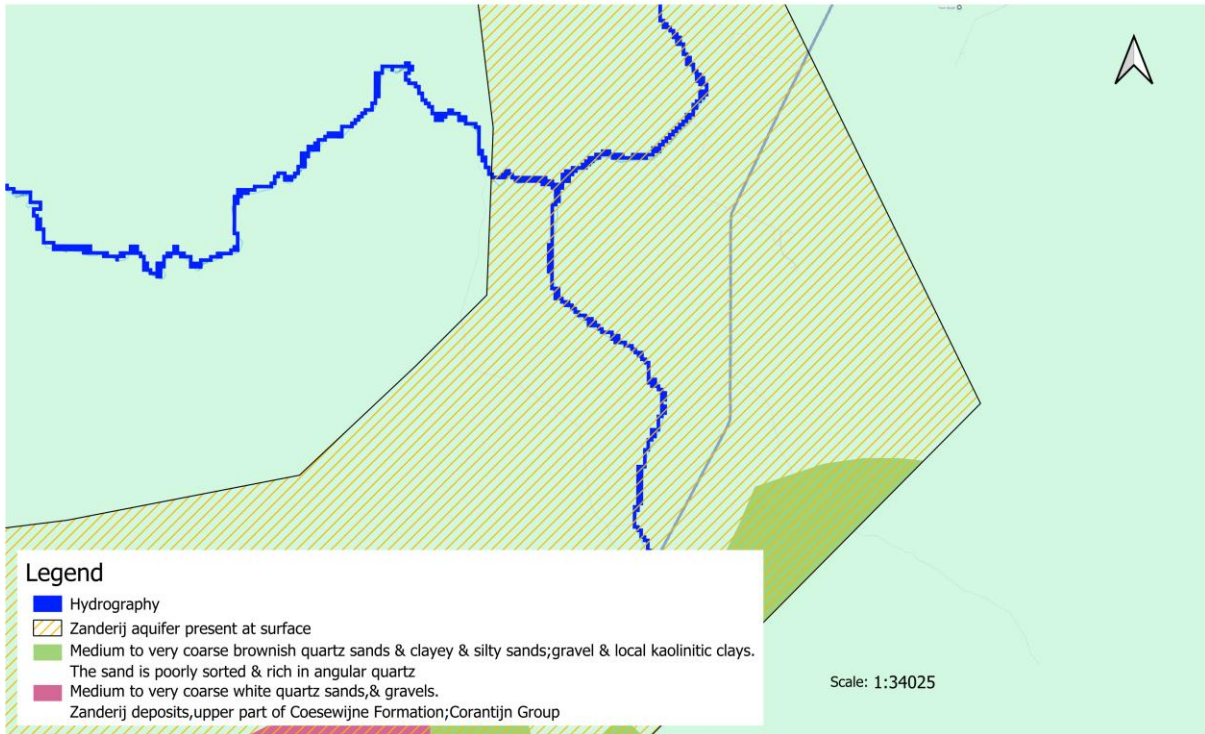 Legend
Hydrography
Zanderij aquifer present at surface
Medium to very coarse brownish quartz sands & clayey & silty sands;gravel & local kaolinitic clays.
The sand is poorly sorted & rich in angular quartz
Medium to very coarse white quartz sands,& gravels.
Zanderij deposits,upper part of Coesewijne Formation;Corantijn Group
Scale: 1:34025